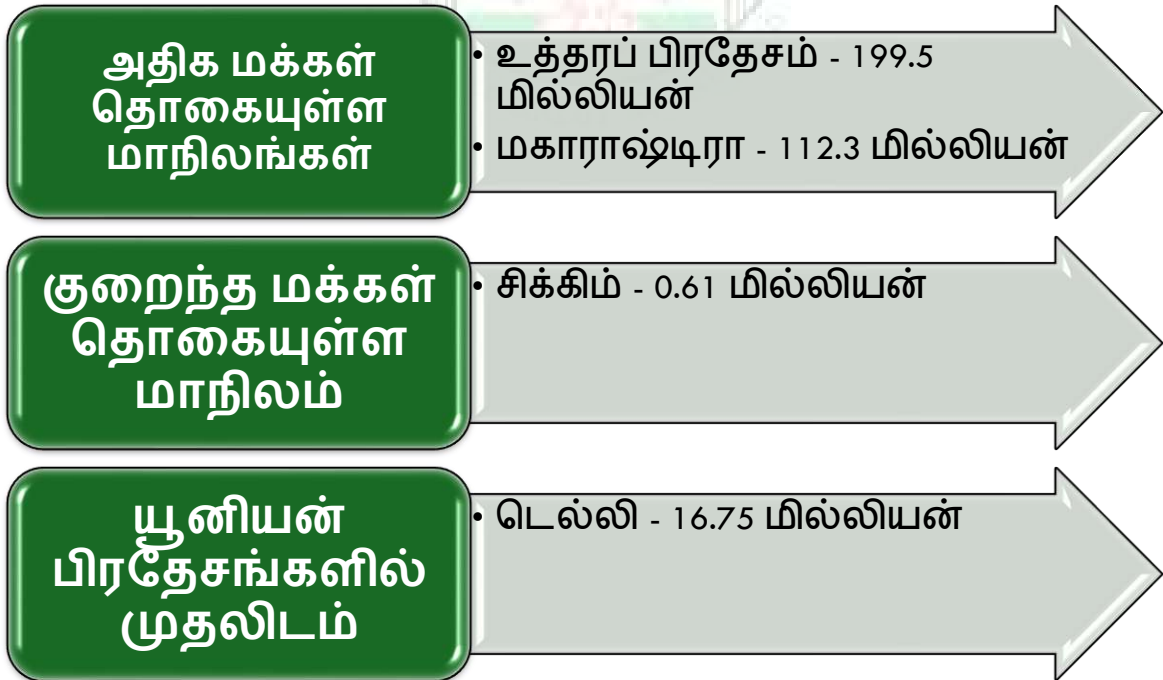 அதிக மக்கள்
தொகையுள்ள
மாநிலங்கள்
• உத்தரப் பிரதேசம் - 199.5
மில்லியன்
• மகாராஷ்டிரா - 112.3 மில்லியன்
குறைந்த மக்கள்
தொகையுள்ள
மாநிலம்
• சிக்கிம் - 0.61 மில்லியன்
யூனியன்
பிரதேசங்களில்
முதலிடம்
• டெல்லி - 16.75 மில்லியன்